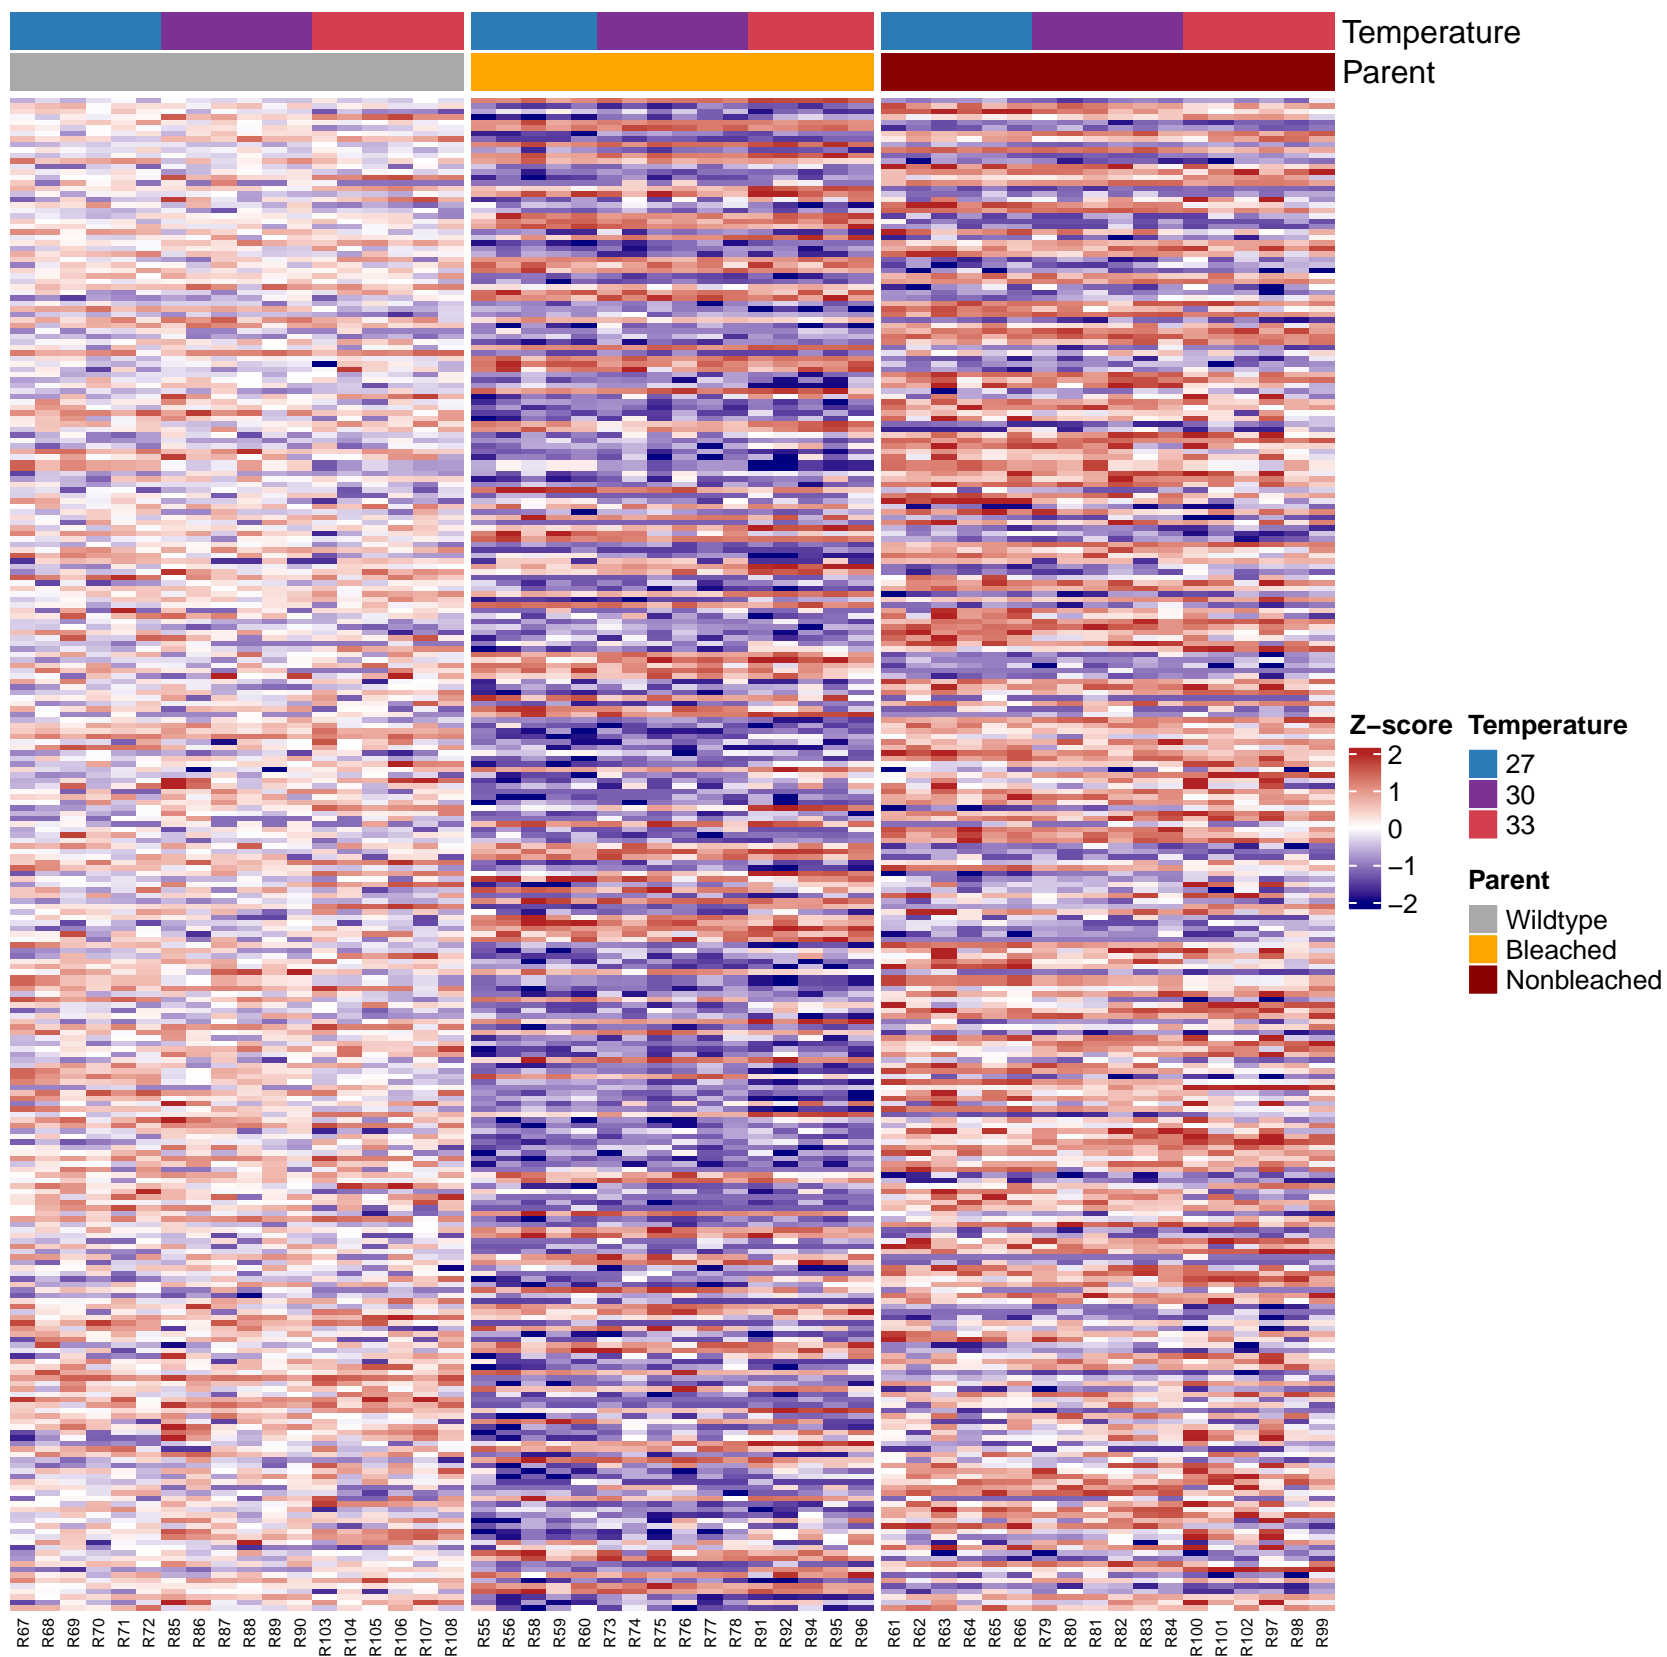 Temperature
Parent
Z−score
2
1
0
−1
−2
Temperature
27
30
33
Parent
Wildtype
Bleached
Nonbleached
R67 R68 R69 R70 R71 R72 R85 R86 R87 R88 R89 R90 R103 R104 R105 R106 R107 R108 R55 R56 R58 R59 R60 R73 R74 R75 R76 R77 R78 R91 R92 R94 R95 R96 R61 R62 R63 R64 R65 R66 R79 R80 R81 R82 R83 R84 R100 R101 R102 R97 R98 R99